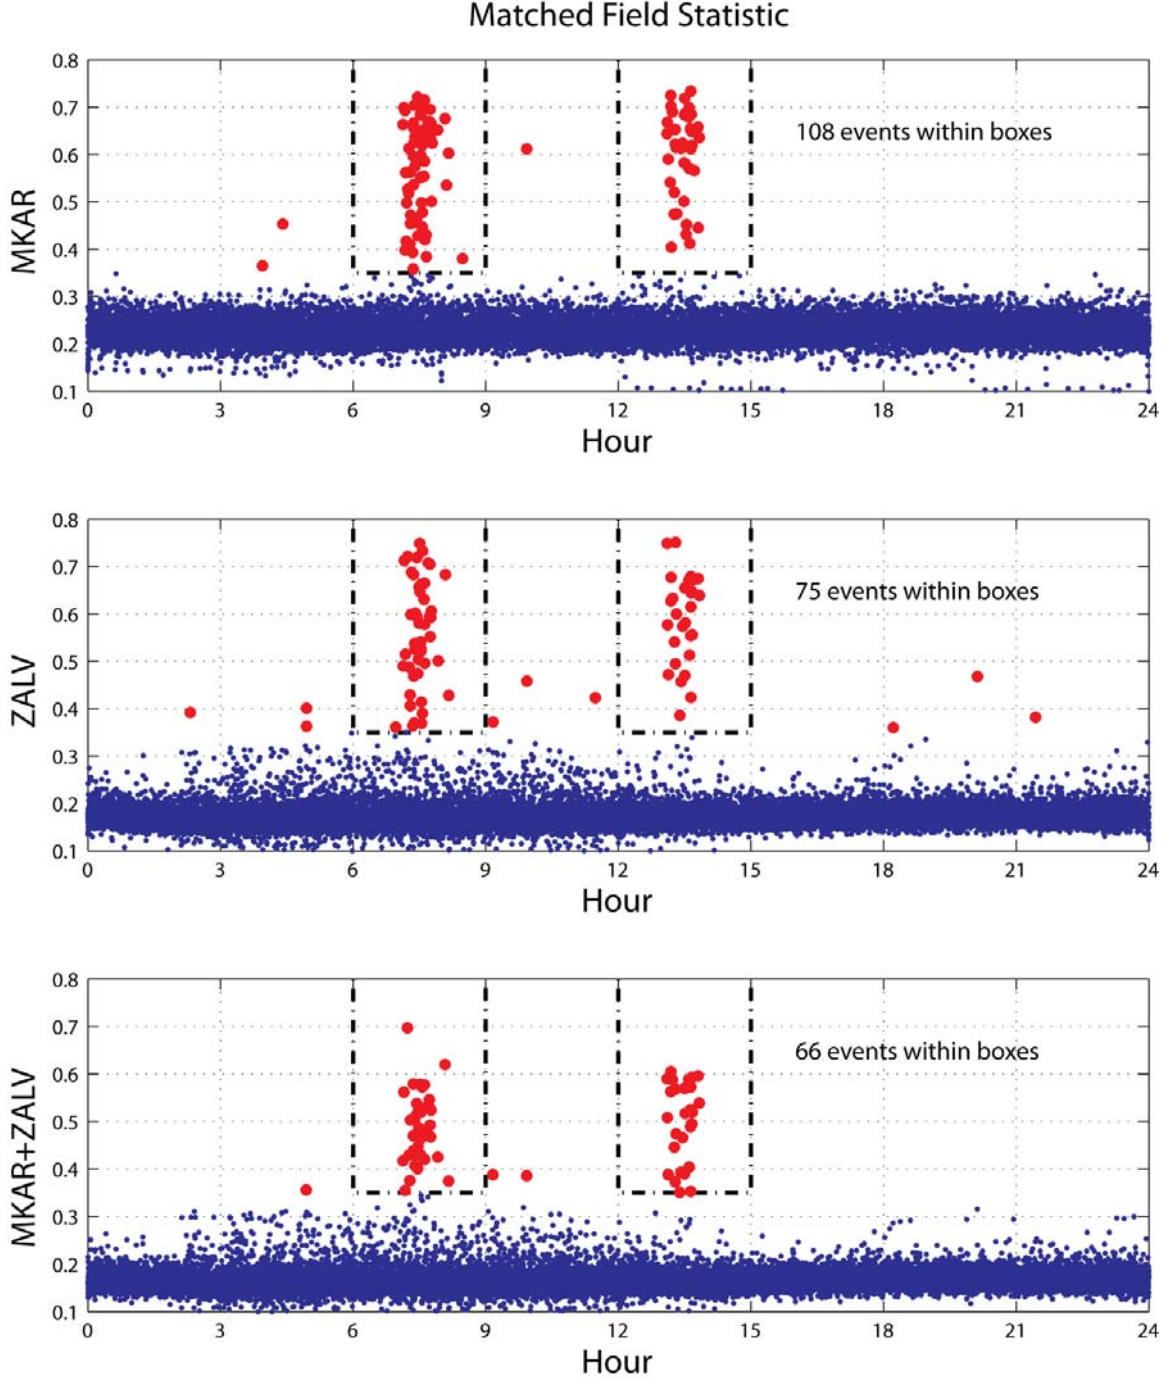 Matched Field Statistic
0.8
0.7
0.6
0.5
0.4
0.3
0.2
0.1
MKAR
108 events within boxes
0 3 6 9 12 15 18 21 24
Hour
0.8
0.7
0.6
0.5
0.4
0.3
0.2
0.1
ZALV
75 events within boxes
0 3 6 9 12 15 18 21 24
Hour
0.8
0.7
0.6
0.5
0.4
0.3
0.2
0.1
MKAR+ZALV
66 events within boxes
0 3 6 9 12 15 18 21 24
Hour